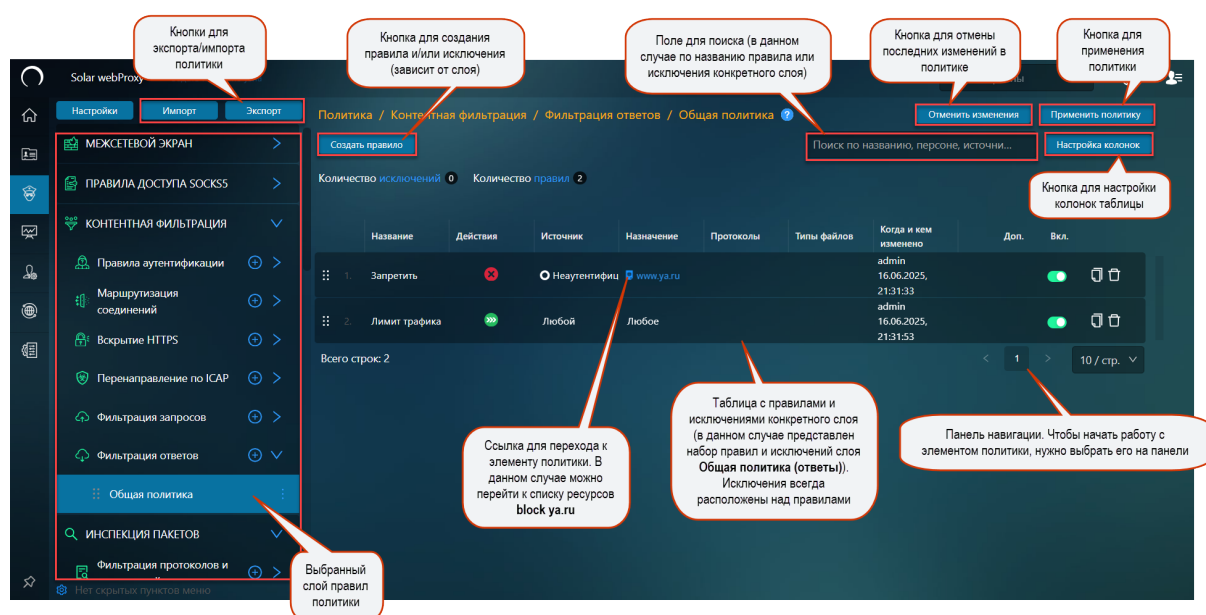 Кнопки для
экспорта/импорта
политики
Кнопка для создания
правила и/или исключения
(зависит от слоя)
Поле для поиска (в данном
случае по названию правила или
исключения конкретного слоя)
Кнопка для отмены
последних изменений в
политике
Кнопка для
применения
политики
Solar webProxy
Настройки
Импорт
Экспорт
Политика / Контентная фильтрация / Фильтрация ответов / Общая политика ?
Отменить изменения
Применить политику
Создать правило
Поиск по названию, персоне, источни...
Настройка колонок
Количество исключений 0 Количество правил 2
Кнопка для настройки
колонок таблицы
МЕЖСЕТЕВОЙ ЭКРАН
ПРАВИЛА ДОСТУПА SOCKS5
КОНТЕНТНАЯ ФИЛЬТРАЦИЯ
Правила аутентификации
Маршрутизация
соединений
Вскрытие HTTPS
Перенаправление по ICAP
Фильтрация запросов
Фильтрация ответов
Общая политика
ИНСПЕКЦИЯ ПАКЕТОВ
Фильтрация протоколов и
Нет скрытых пунктов меню
Название
Действия
Источник
Назначение
Протоколы
Типы файлов
Когда и кем
изменено
Доп.
Вкл.
1.
Запретить
Неаутентифиц
www.ya.ru
admin
16.06.2025,
21:31:33
2.
Лимит трафика
Любой
Любое
admin
16.06.2025,
21:31:53
Всего строк: 2
1
10 / стр.
Ссылка для перехода к
элементу политики. В
данном случае можно
перейти к списку ресурсов
block ya.ru
Таблица с правилами и
исключениями конкретного слоя
(в данном случае представлен
набор правил и исключений слоя
Общая политика (ответы)).
Исключения всегда
расположены над правилами
Панель навигации. Чтобы начать работу с
элементом политики, нужно выбрать его на панели
Выбранный
слой правил
политики